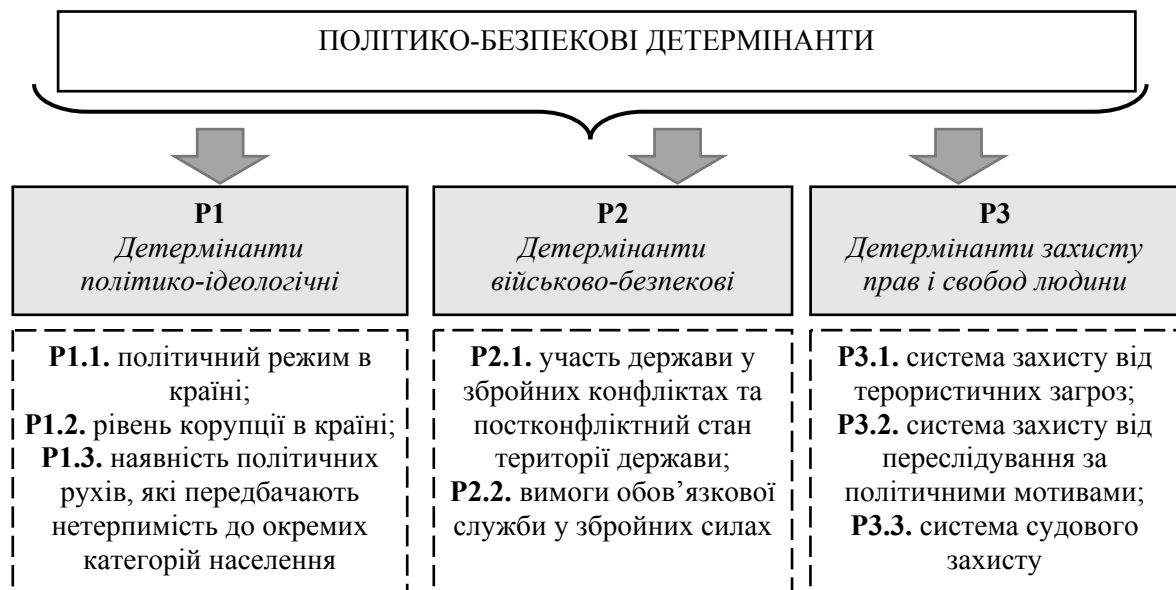 ПОЛІТИКО-БЕЗПЕКОВІ ДЕТЕРМІНАНТИ
P1
Детермінанти
політико-ідеологічні
P1.1. політичний режим в
країні;
P1.2. рівень корупції в країні;
P1.3. наявність політичних
рухів, які передбачають
нетерпимість до окремих
категорій населення
P2
Детермінанти
військово-безпекові
P2.1. участь держави у
збройних конфліктах та
постконфліктний стан
території держави;
P2.2. вимоги обов’язкової
служби у збройних силах
P3
Детермінанти захисту
прав і свобод людини
P3.1. система захисту від
терористичних загроз;
P3.2. система захисту від
переслідування за
політичними мотивами;
P3.3. система судового
захисту